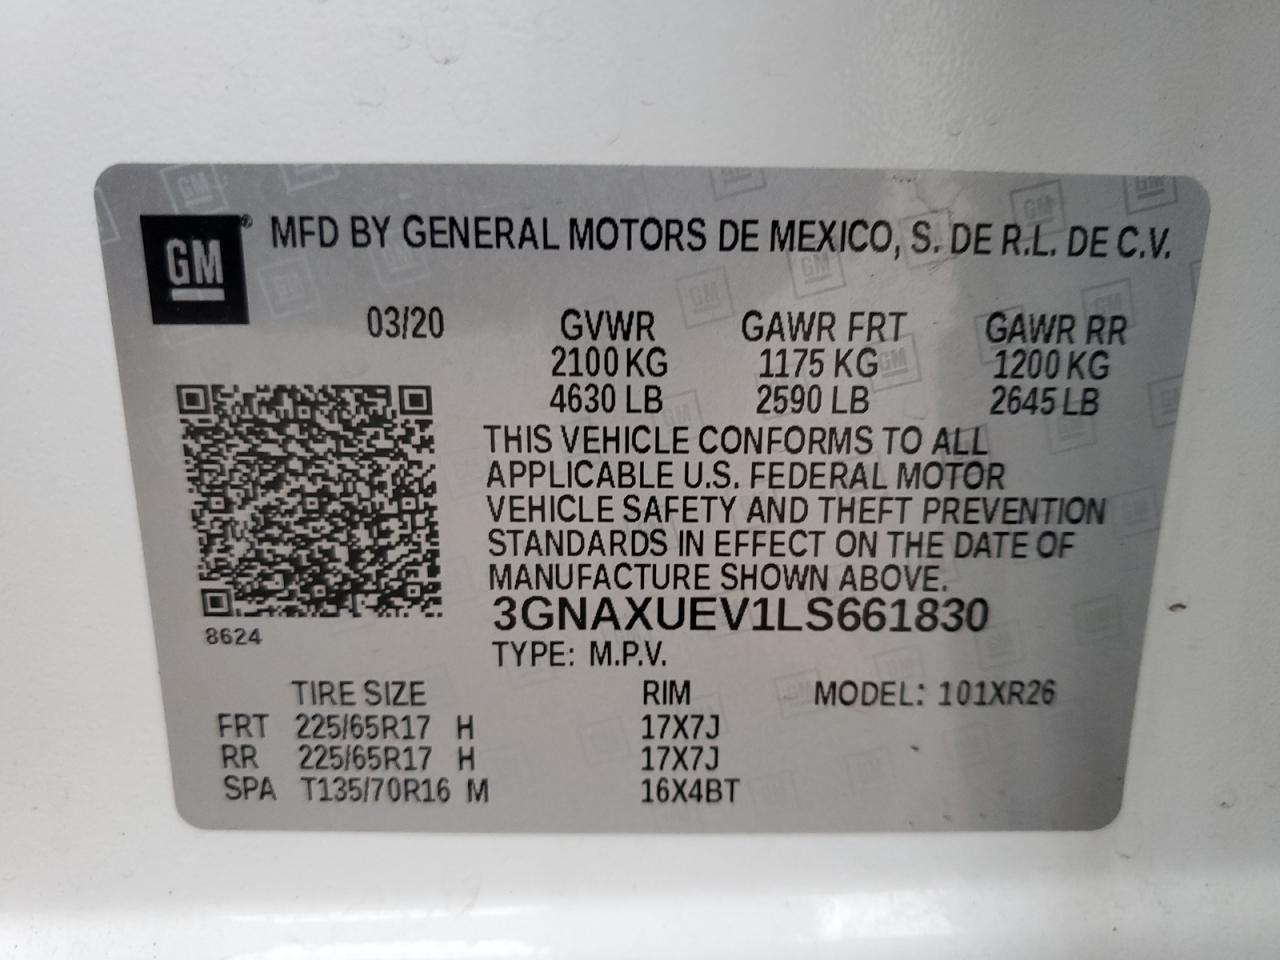 GM® MFD BY GENERAL MOTORS DE MEXICO, S. DE R.L. DE C.V.
03/20 GVWR GAWR FRT GAWR RR
2100 KG 1175 KG 1200 KG
4630 LB 2590 LB 2645 LB
THIS VEHICLE CONFORMS TO ALL
APPLICABLE U.S. FEDERAL MOTOR
VEHICLE SAFETY AND THEFT PREVENTION
STANDARDS IN EFFECT ON THE DATE OF
MANUFACTURE SHOWN ABOVE.
3GNAXUEV1LS661830
8624
TYPE: M.P.V.
TIRE SIZE RIM MODEL: 101XR26
FRT 225/65R17 H 17X7J
RR 225/65R17 H 17X7J
SPA T135/70R16 M 16X4BT